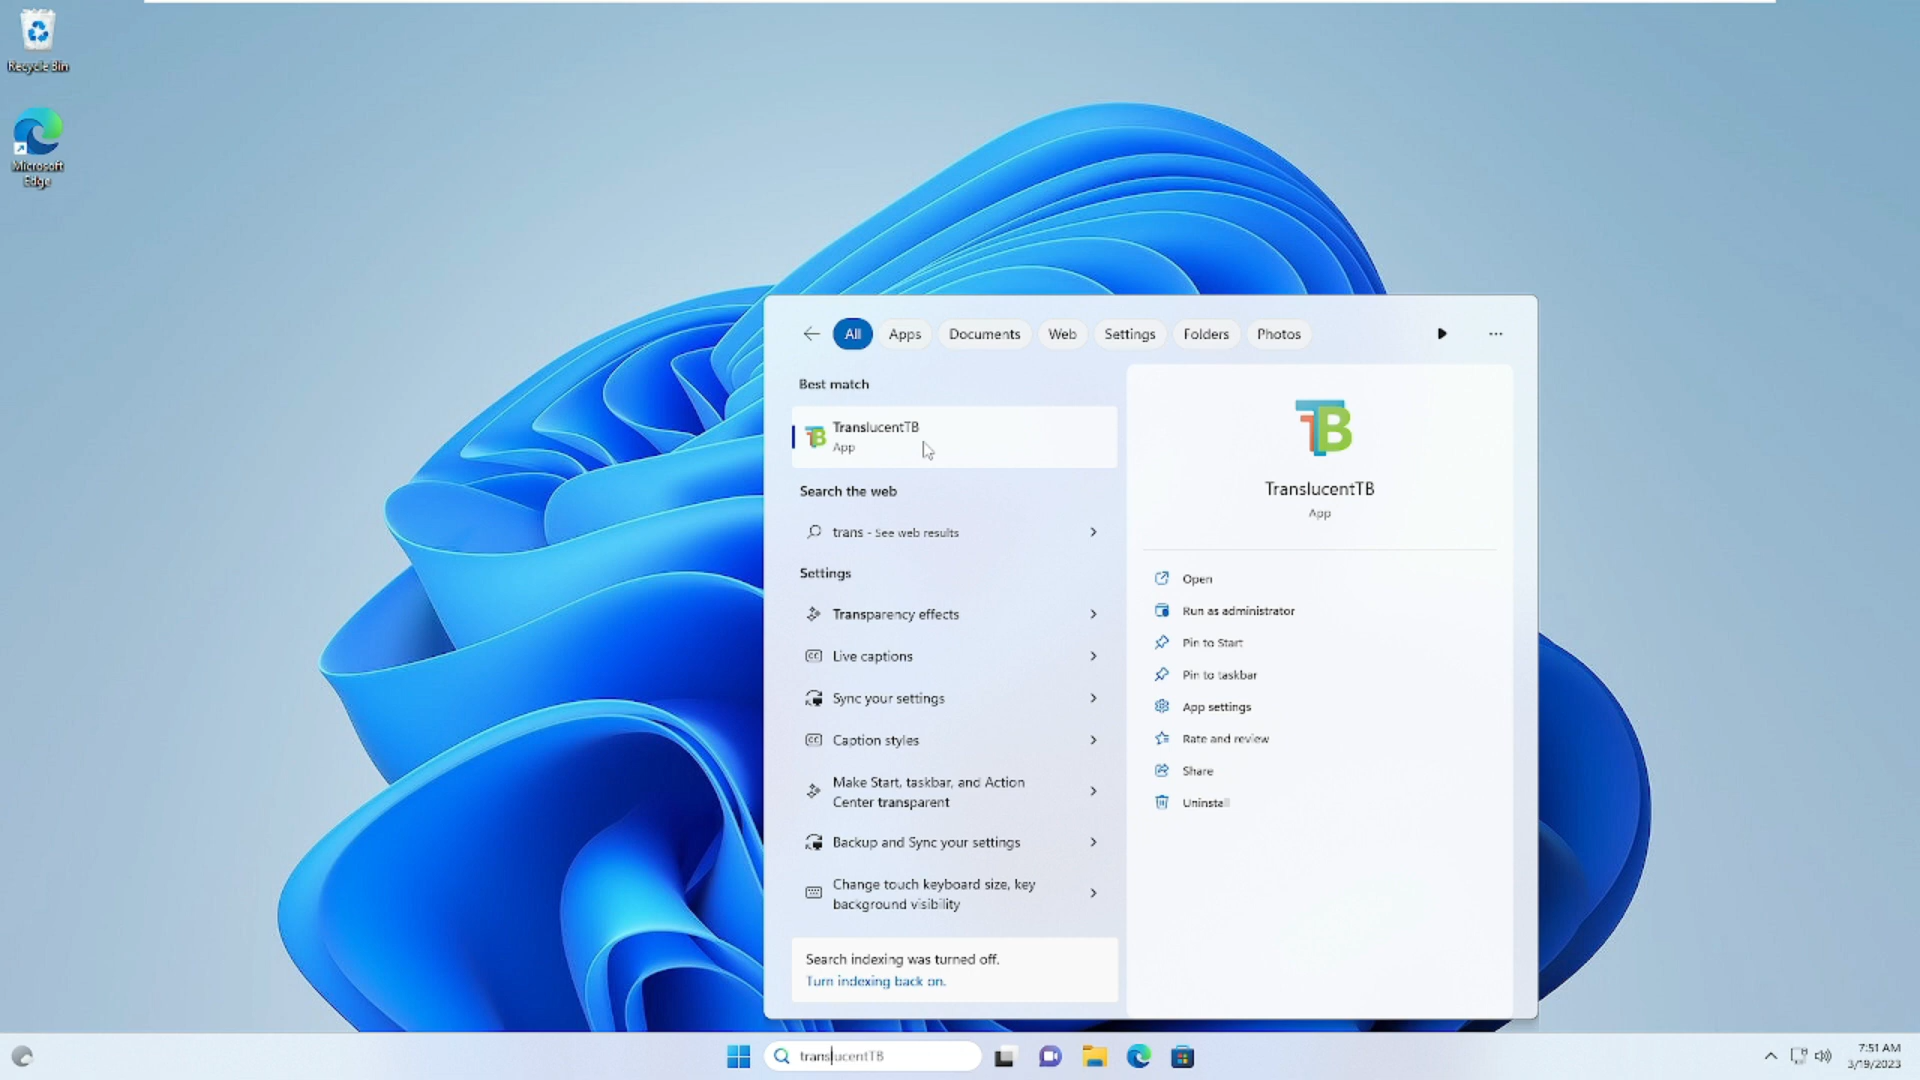 Recycle Bin
Microsoft
Edge
All
Apps
Documents
Web
Settings
Folders
Photos
Best match
TranslucentTB
App
Search the web
trans - See web results
Settings
Transparency effects
Live captions
Sync your settings
Caption styles
Make Start, taskbar, and Action
Center transparent
Backup and Sync your settings
Change touch keyboard size, key
background visibility
Search indexing was turned off.
Turn indexing back on.
TB
TranslucentTB
App
Open
Run as administrator
Pin to Start
Pin to taskbar
App settings
Rate and review
Share
Uninstall
translucentTB
7:51 AM
3/19/2023